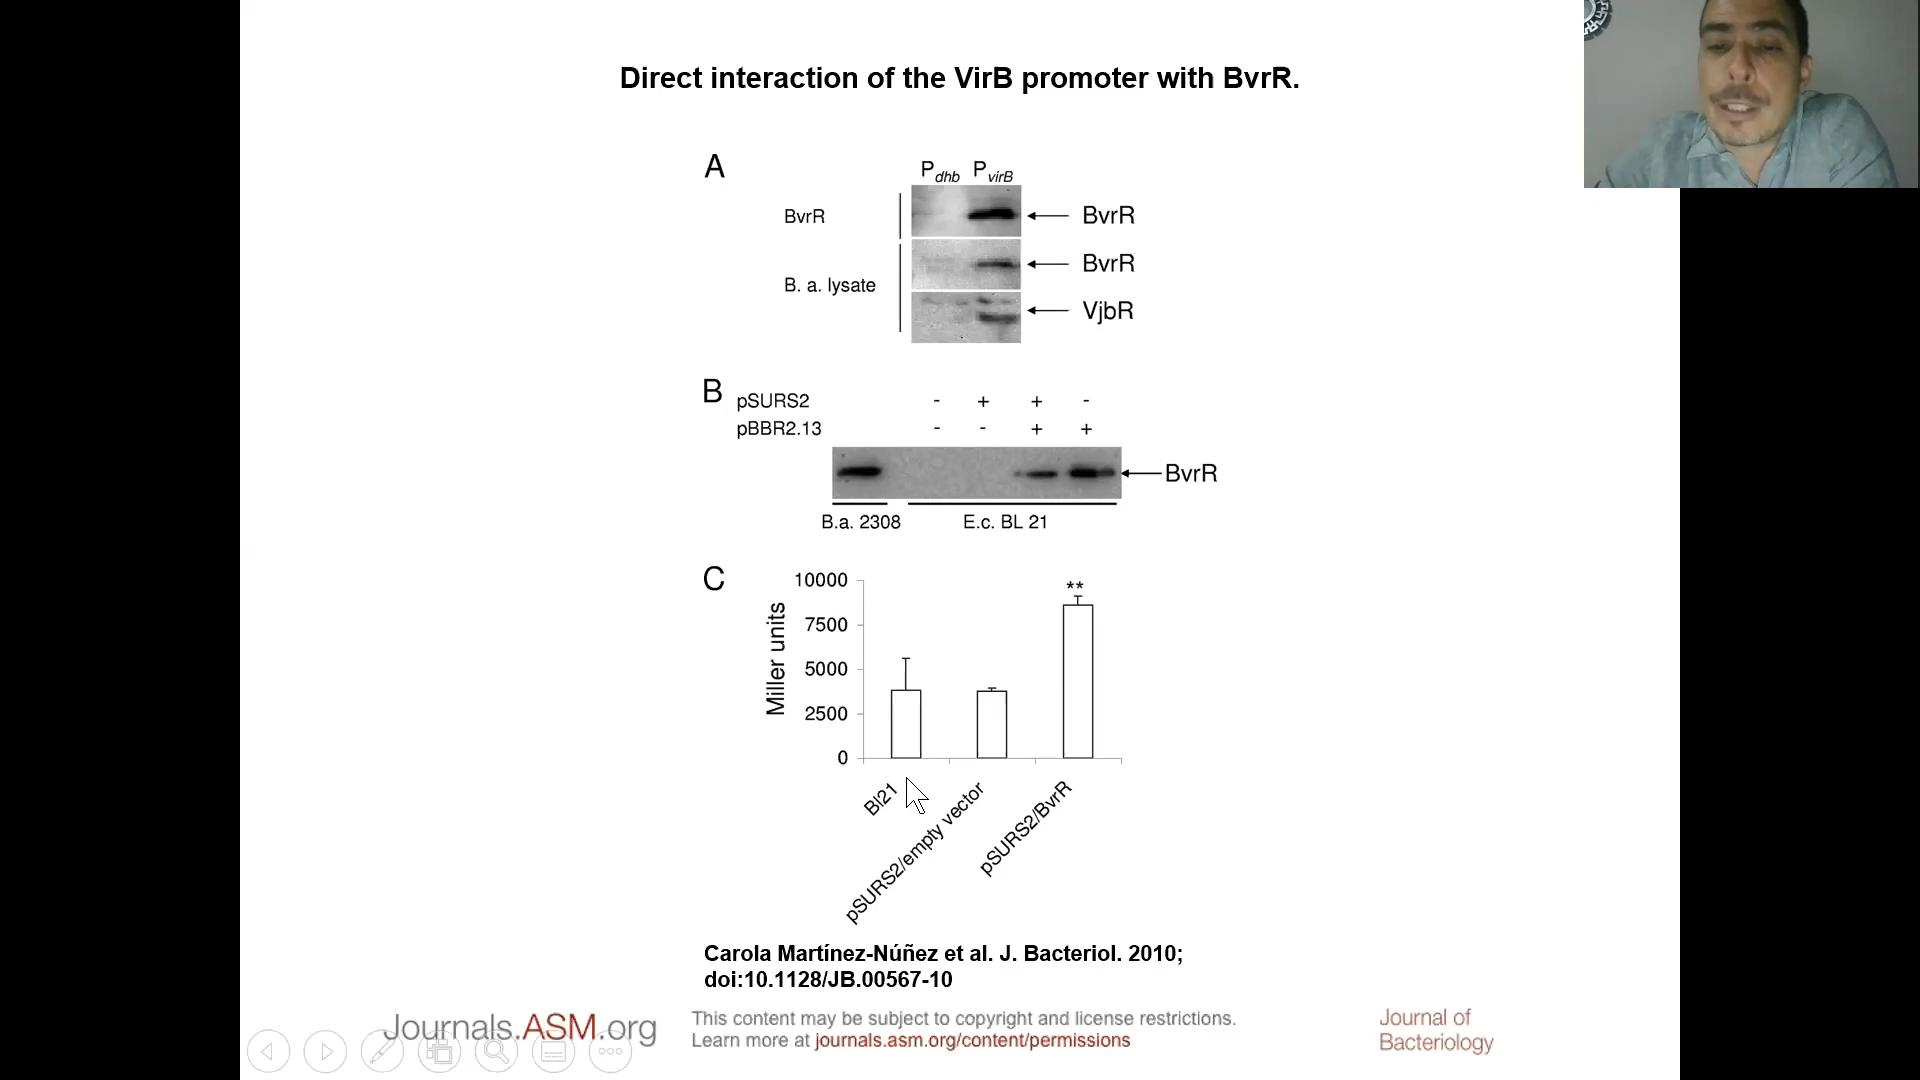 Direct interaction of the VirB promoter with BvrR.
A
Pdhb PvirB
BvrR
BvrR
BvrR
B. a. lysate
VjbR
B
pSURS2 - + + -
pBBR2.13 - - + +
BvrR
B.a. 2308 E.c. BL 21
C
Miller units
10000
7500
5000
2500
0
**
Bl21
pSURS2/empty vector
pSURS2/BvrR
Carola Martínez-Núñez et al. J. Bacteriol. 2010;
doi:10.1128/JB.00567-10
Journals.ASM.org
This content may be subject to copyright and license restrictions.
Learn more at journals.asm.org/content/permissions
Journal of
Bacteriology